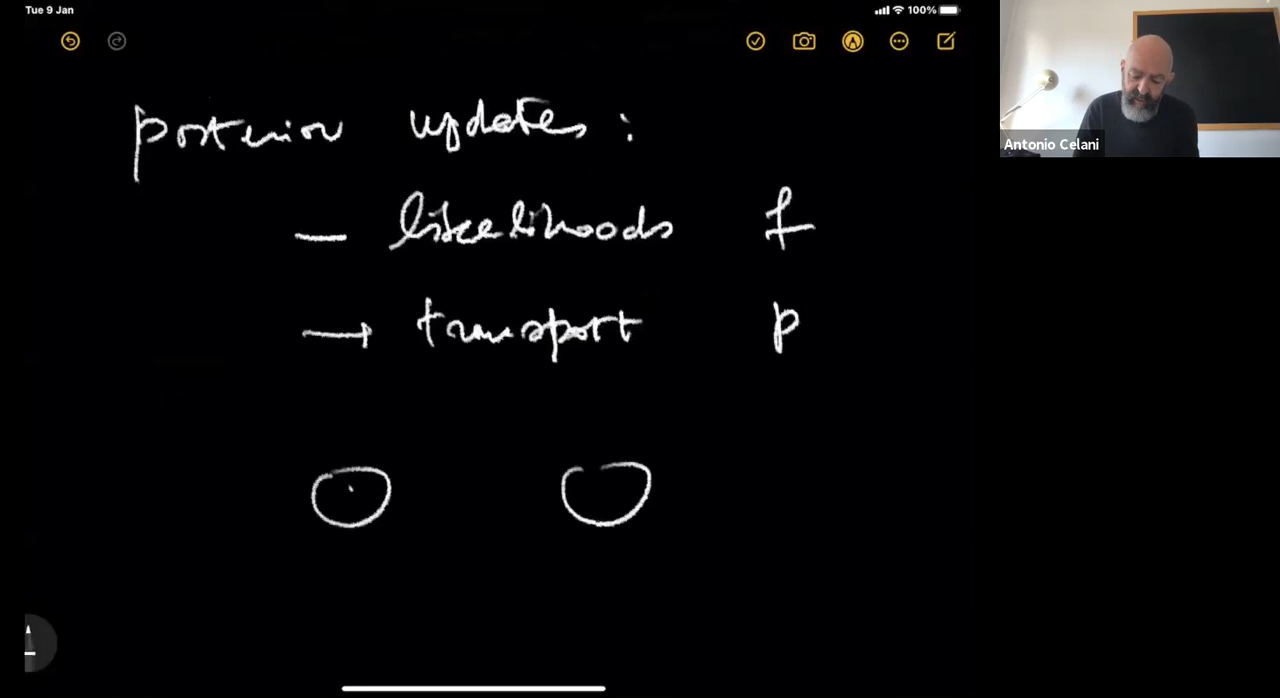 Tue 9 Jan
100%
posterior updates:
— likelihoods f
→ transport p
Antonio Celani